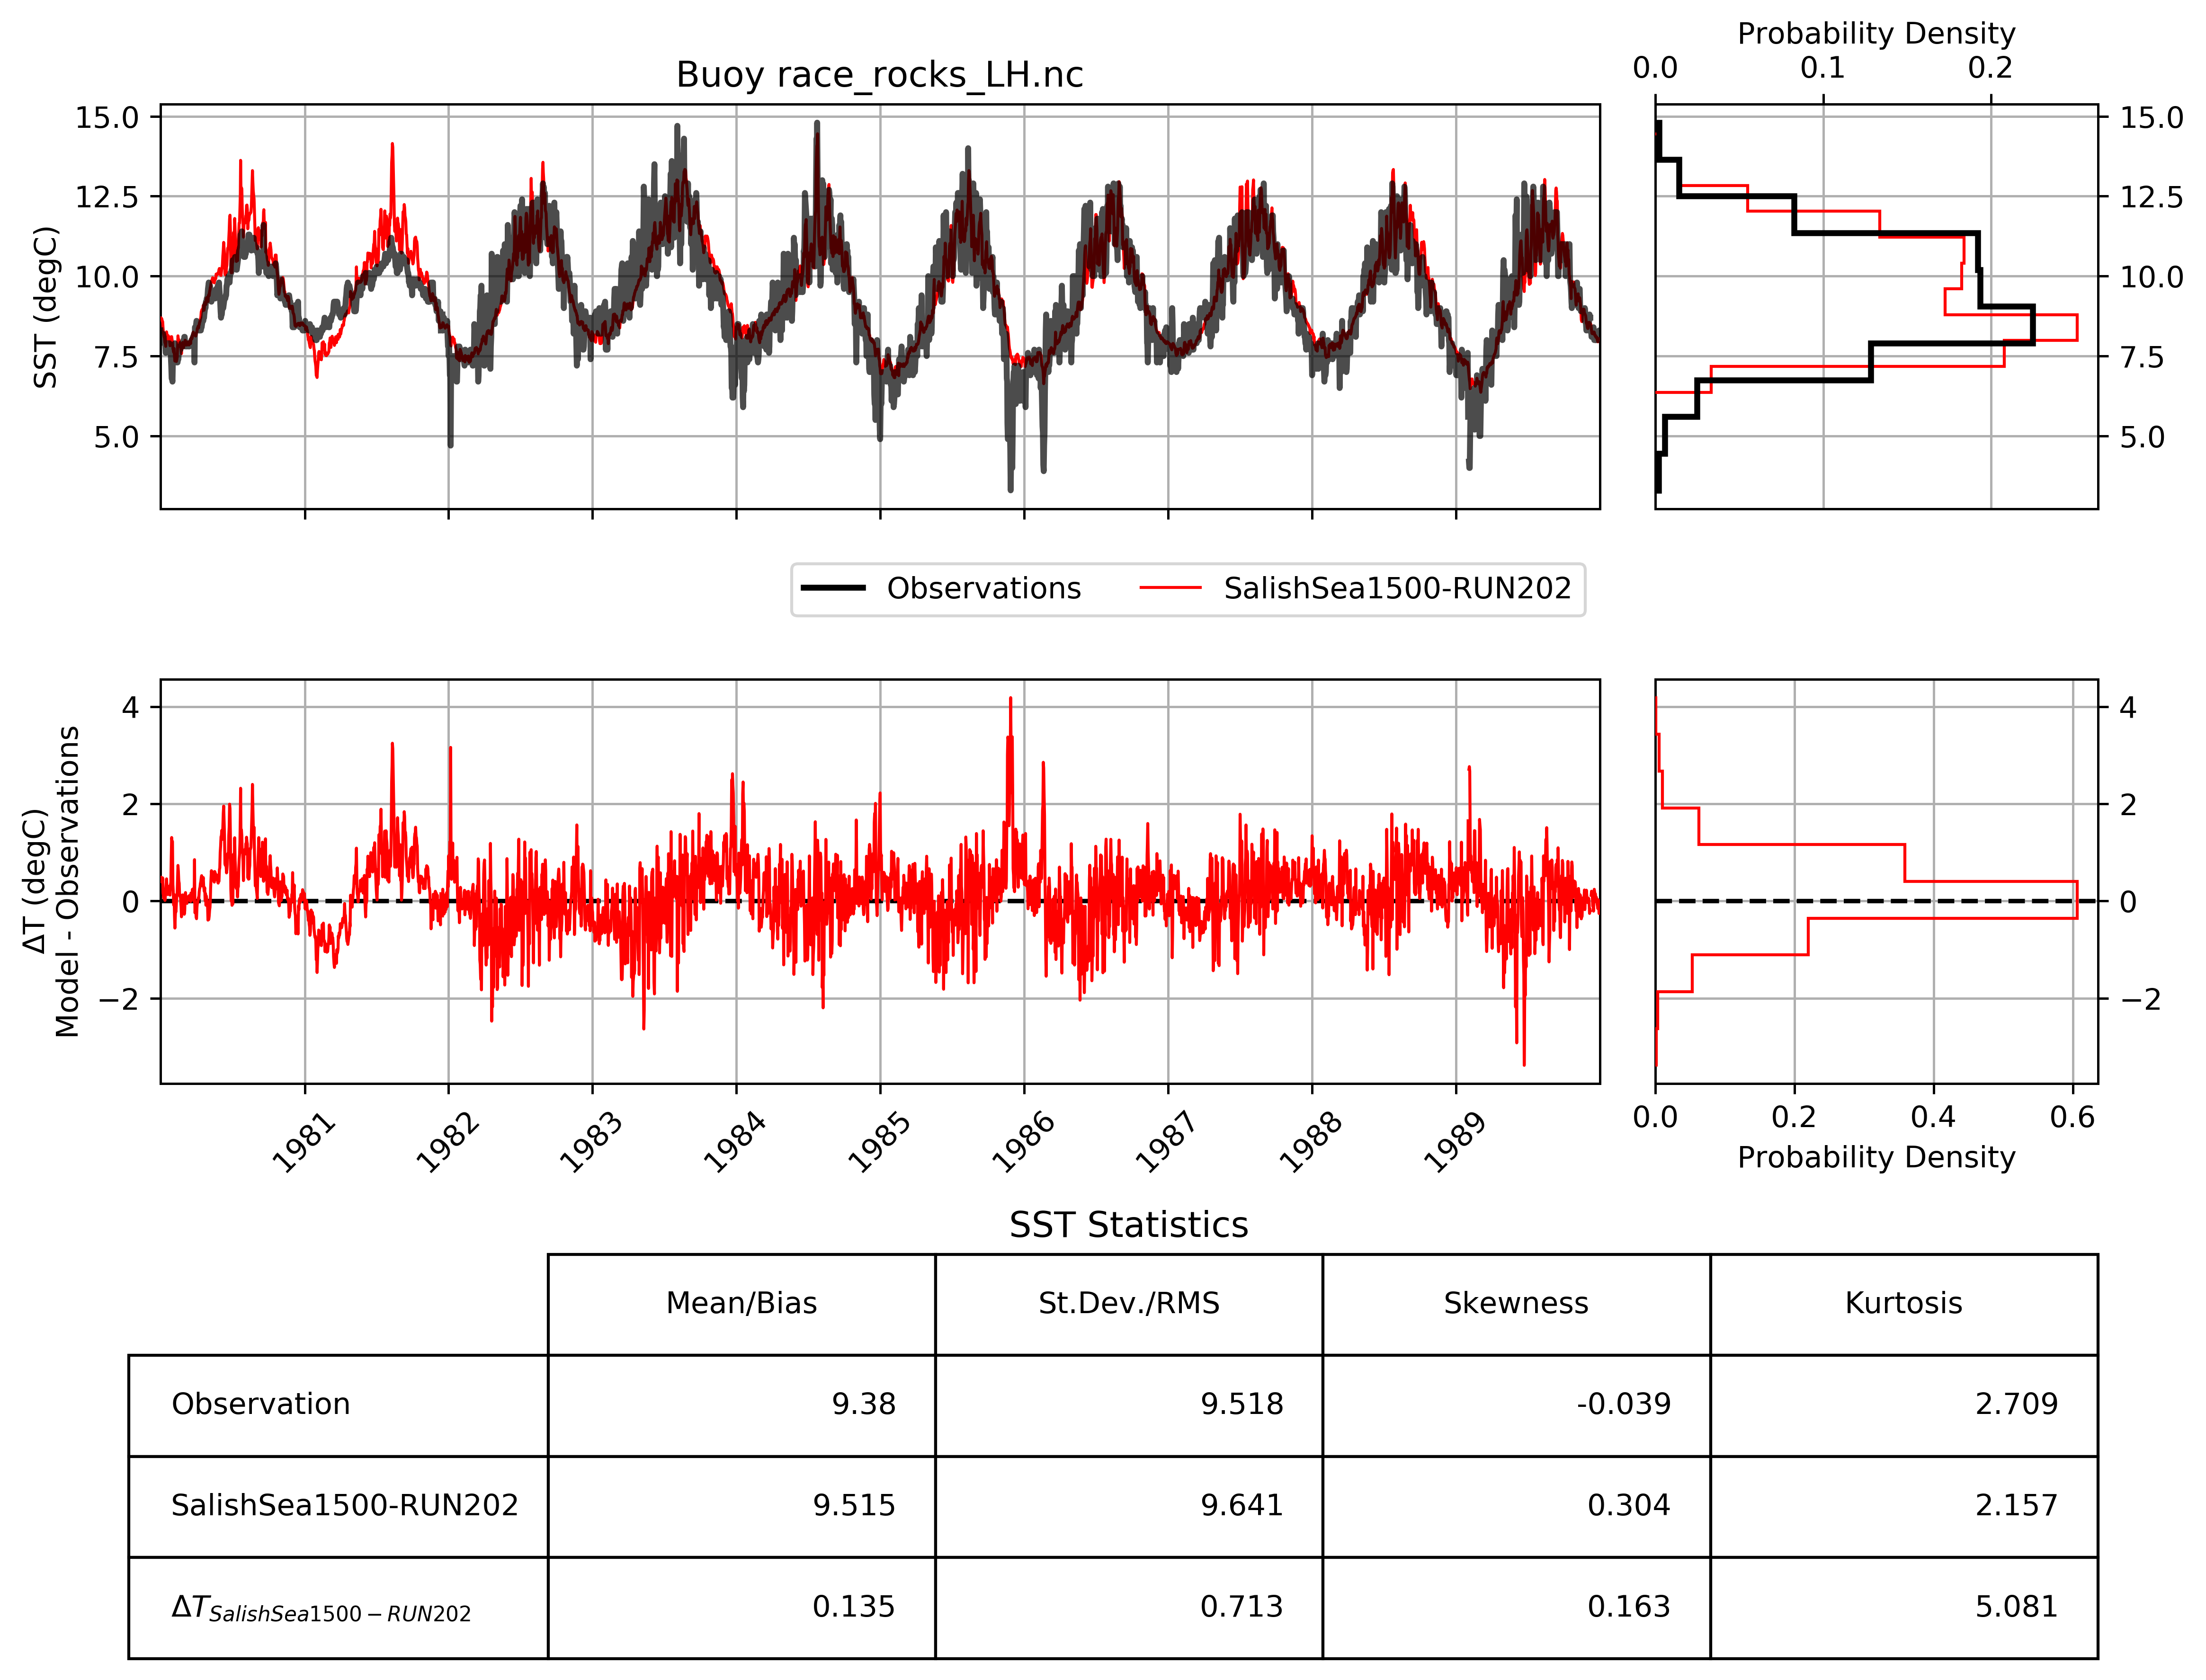 Probability Density
0.0 0.1 0.2
Buoy race_rocks_LH.nc
15.0
12.5
10.0
7.5
5.0
SST (degC)
15.0
12.5
10.0
7.5
5.0
Observations SalishSea1500-RUN202
4
2
0
−2
ΔT (degC)
Model - Observations
4
2
0
−2
1981 1982 1983 1984 1985 1986 1987 1988 1989
0.0 0.2 0.4 0.6
Probability Density
SST Statistics
Mean/Bias St.Dev./RMS Skewness Kurtosis
Observation 9.38 9.518 -0.039 2.709
SalishSea1500-RUN202 9.515 9.641 0.304 2.157
ΔT SalishSea1500−RUN202 0.135 0.713 0.163 5.081